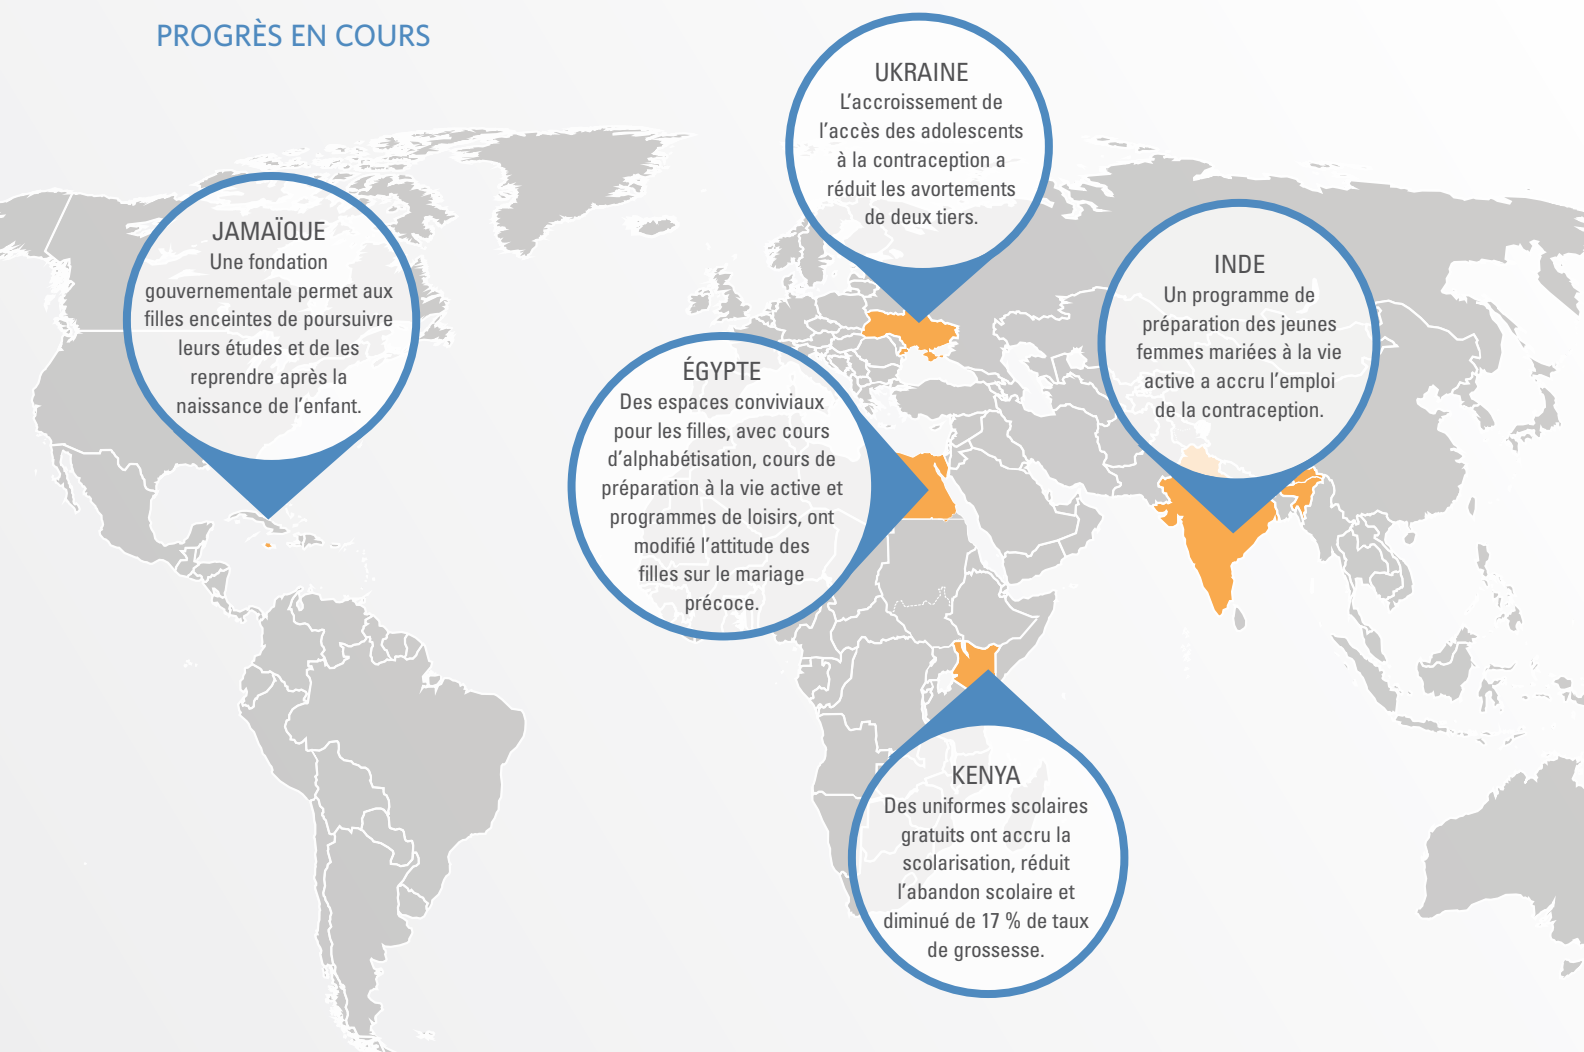 PROGRÈS EN COURS
JAMAÏQUE
Une fondation
gouvernementale permet aux
filles enceintes de poursuivre
leurs études et de les
reprendre après la
naissance de l'enfant.
UKRAINE
L'accroissement de
l'accès des adolescents
à la contraception a
réduit les avortements
de deux tiers.
ÉGYPTE
Des espaces conviviaux
pour les filles, avec cours
d'alphabétisation, cours de
préparation à la vie active et
programmes de loisirs, ont
modifié l'attitude des
filles sur le mariage
précoce.
INDE
Un programme de
préparation des jeunes
femmes mariées à la vie
active a accru l'emploi
de la contraception.
KENYA
Des uniformes scolaires
gratuits ont accru la
scolarisation, réduit
l'abandon scolaire et
diminué de 17 % de taux
de grossesse.